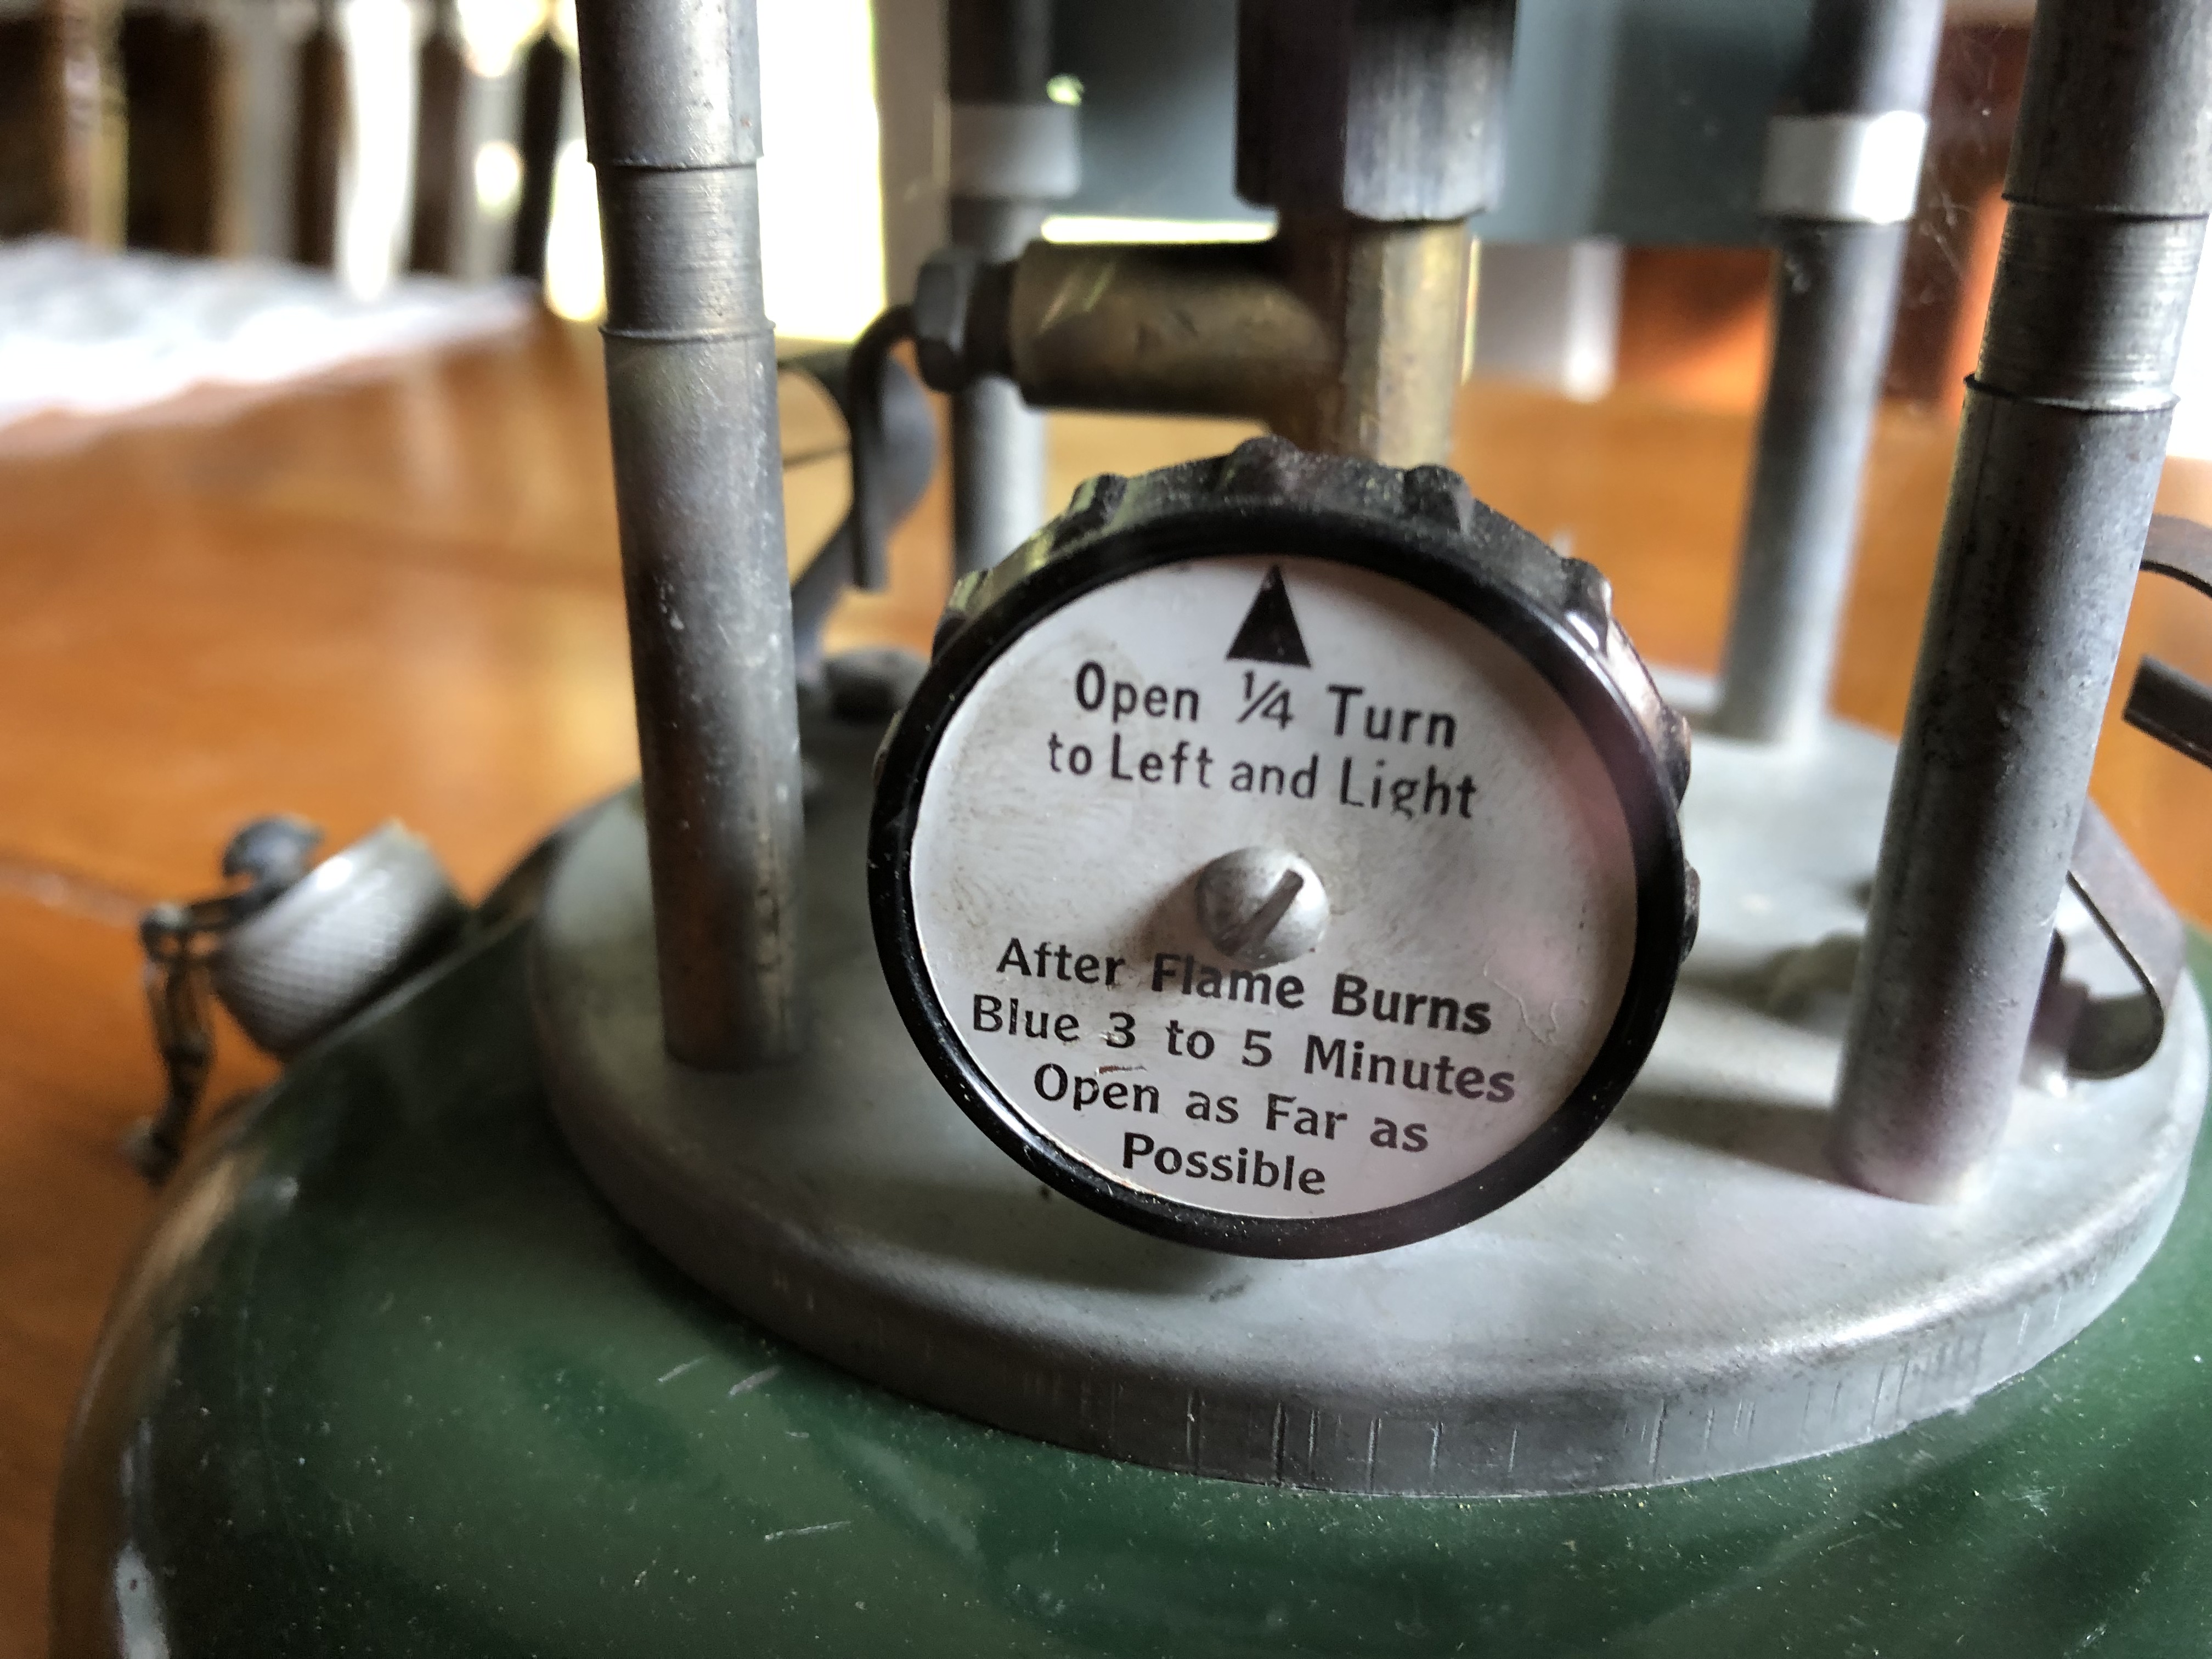 Open ¼ Turn
to Left and Light
After Flame Burns
Blue 3 to 5 Minutes
Open as Far as
Possible